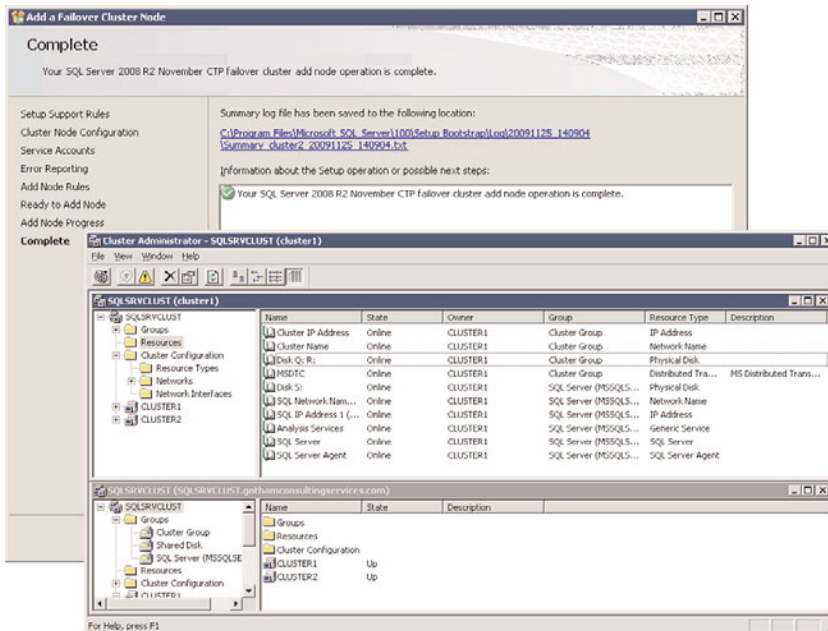 Add a Failover Cluster Node
Complete
Your SQL Server 2008 R2 November CTP failover cluster add node operation is complete.
Setup Support Rules
Cluster Node Configuration
Service Accounts
Error Reporting
Add Node Rules
Ready to Add Node
Add Node Progress
Complete
Summary log file has been saved to the following location:
C:\Program Files\Microsoft SQL Server\100\Setup Bootstrap\Log\20091125_140904
\Summary_cluster2_20091125_140904.txt
Information about the Setup operation or possible next steps:
Your SQL Server 2008 R2 November CTP failover cluster add node operation is complete.
Cluster Administrator - SQLSRVCLUST (cluster1)
File View Window Help
SQLSRVCLUST (cluster1)
SQLSRVCLUST
Groups
Resources
Cluster Configuration
Resource Types
Networks
Network Interfaces
CLUSTER1
CLUSTER2
Name State Owner Group Resource Type Description
Cluster IP Address Online CLUSTER1 Cluster Group IP Address
Cluster Name Online CLUSTER1 Cluster Group Network Name
Disk Q: R: Online CLUSTER1 Cluster Group Physical Disk
MSDTC Online CLUSTER1 Cluster Group Distributed Tra... MS Distributed Trans...
Disk S: Online CLUSTER1 SQL Server (MSSQLS... Physical Disk
SQL Network Nam... Online CLUSTER1 SQL Server (MSSQLS... Network Name
SQL IP Address 1 (... Online CLUSTER1 SQL Server (MSSQLS... IP Address
Analysis Services Online CLUSTER1 SQL Server (MSSQLS... Generic Service
SQL Server Online CLUSTER1 SQL Server (MSSQLS... SQL Server
SQL Server Agent Online CLUSTER1 SQL Server (MSSQLS... SQL Server Agent
SQLSRVCLUST (SQLSRVCLUST.gothamconsultingservices.com)
SQLSRVCLUST
Groups
Cluster Group
Shared Disk
SQL Server (MSSQLSE
Resources
Cluster Configuration
CLUSTER1
Name State Description
Groups
Resources
Cluster Configuration
CLUSTER1 Up
CLUSTER2 Up
For Help, press F1